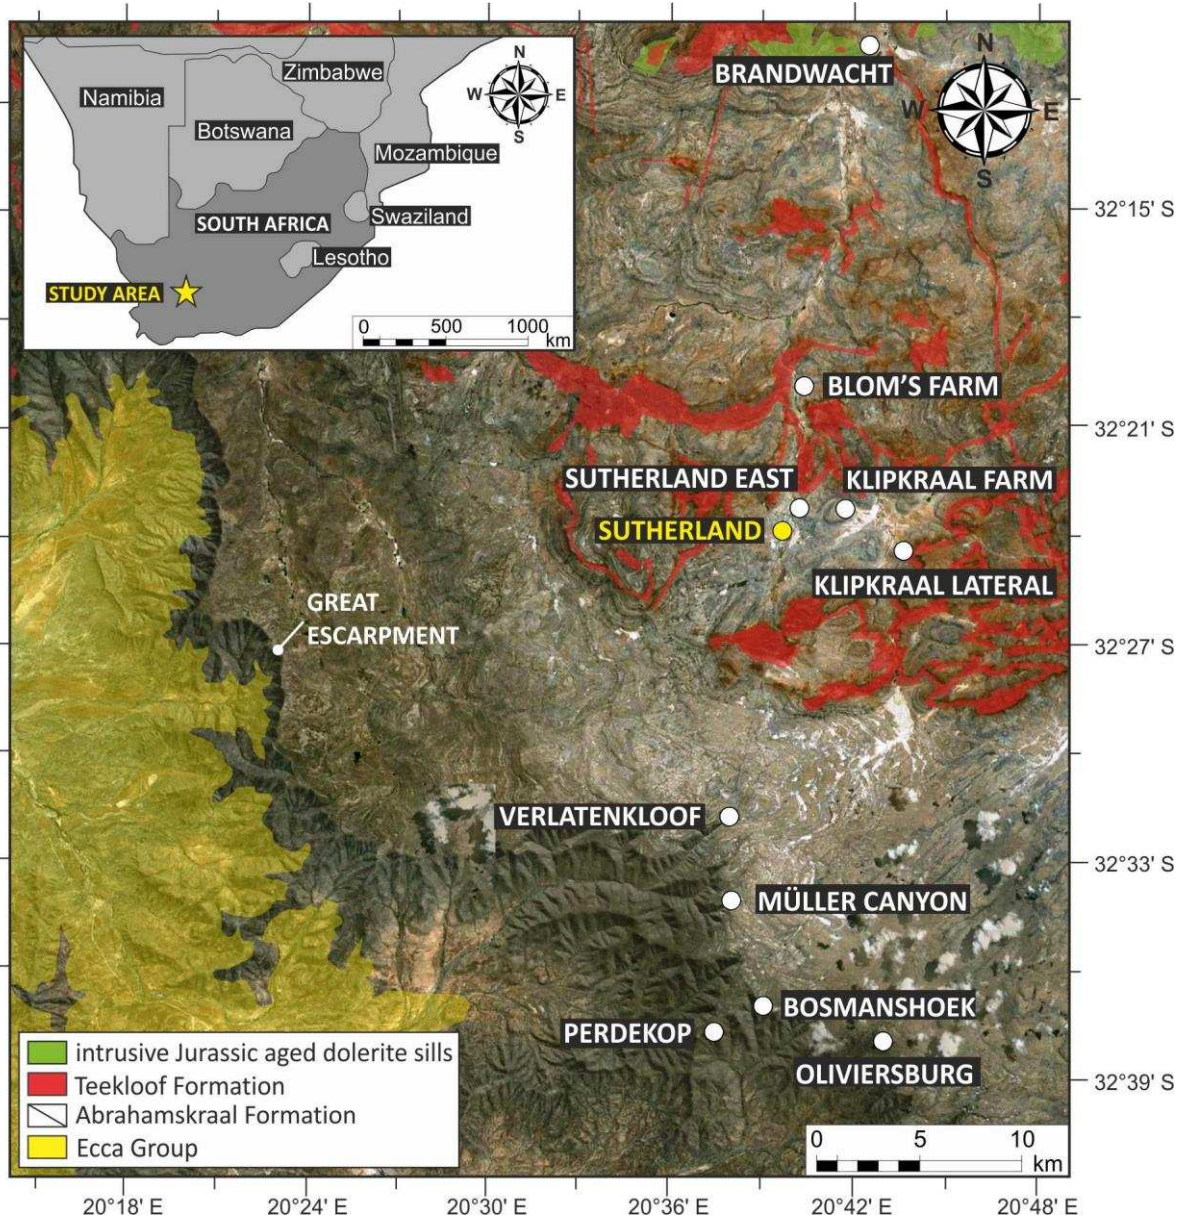 N
W
E
S
Zimbabwe
Namibia
Botswana
Mozambique
SOUTH AFRICA
Swaziland
Lesotho
STUDY AREA
0 500 1000
km
BRANDWACHT
N
W
E
S
32°15' S
BLOM'S FARM
32°21' S
SUTHERLAND EAST
KLIPKRAAL FARM
SUTHERLAND
KLIPKRAAL LATERAL
GREAT
ESCARPMENT
32°27' S
VERLATENKLOOF
32°33' S
MÜLLER CANYON
BOSMANSHOEK
PERDEKOP
OLIVIERSBURG
32°39' S
intrusive Jurassic aged dolerite sills
Teekloof Formation
Abrahamskraal Formation
Ecca Group
0 5 10
km
20°18' E 20°24' E 20°30' E 20°36' E 20°42' E 20°48' E